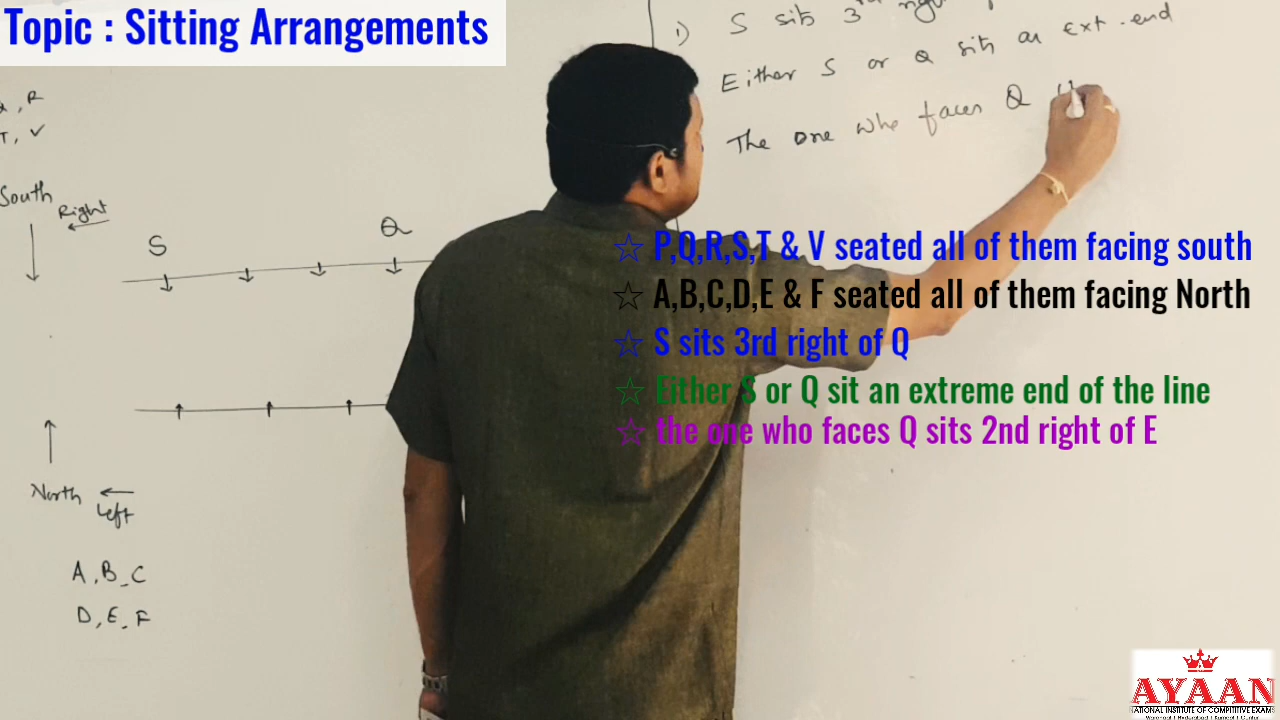 Topic : Sitting Arrangements
1) S sits 3rd
Either S or Q sits an Ext. end
The one who faces Q
Q, R
T, V
South
Right
S
Q
☆ P,Q,R,S,T & V seated all of them facing south
☆ A,B,C,D,E & F seated all of them facing North
☆ S sits 3rd right of Q
☆ Either S or Q sit an extreme end of the line
☆ the one who faces Q sits 2nd right of E
North
Left
A, B, C
D, E, F
AYAAN